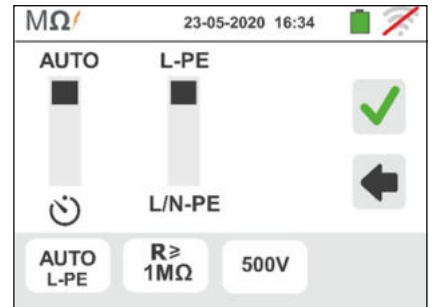 MΩ 23-05-2020 16:34
AUTO L-PE
L/N-PE
AUTO L-PE R≥ 1MΩ 500V